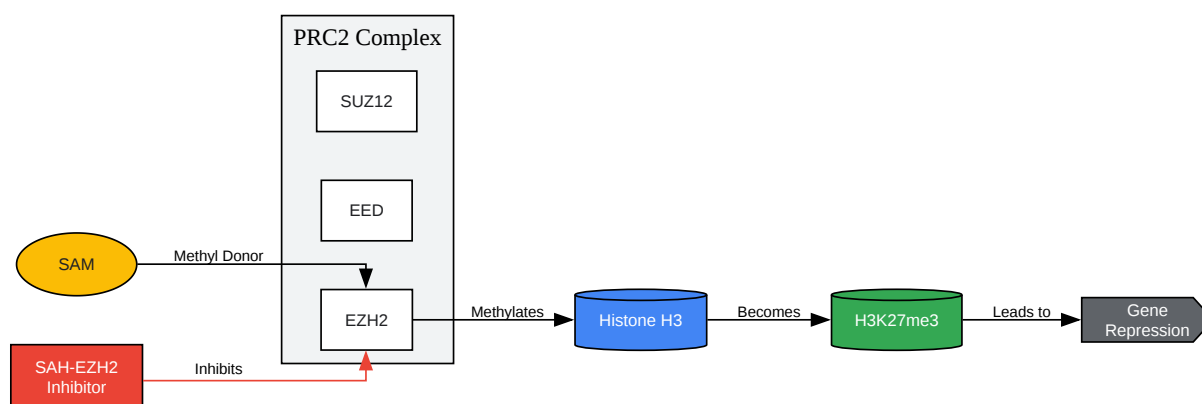 PRC2 Complex
SUZ12
EED
SAM
Methyl Donor
EZH2
Methylates
Histone H3
Becomes
H3K27me3
Leads to
Gene
Repression
SAH-EZH2
Inhibitor
Inhibits